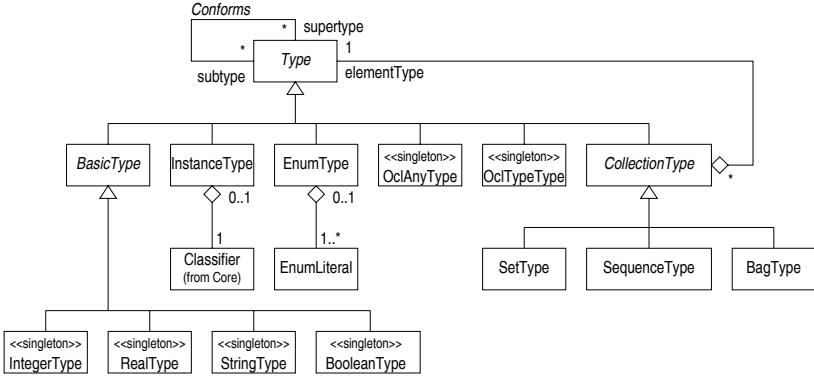 Conforms
* supertype
* Type 1
subtype elementType
BasicType InstanceType EnumType <<singleton>> OclAnyType <<singleton>> OclTypeType CollectionType
0..1 0..1 *
1 1..*
Classifier
(from Core)
EnumLiteral SetType SequenceType BagType
<<singleton>> <<singleton>> <<singleton>> <<singleton>>
IntegerType RealType StringType BooleanType